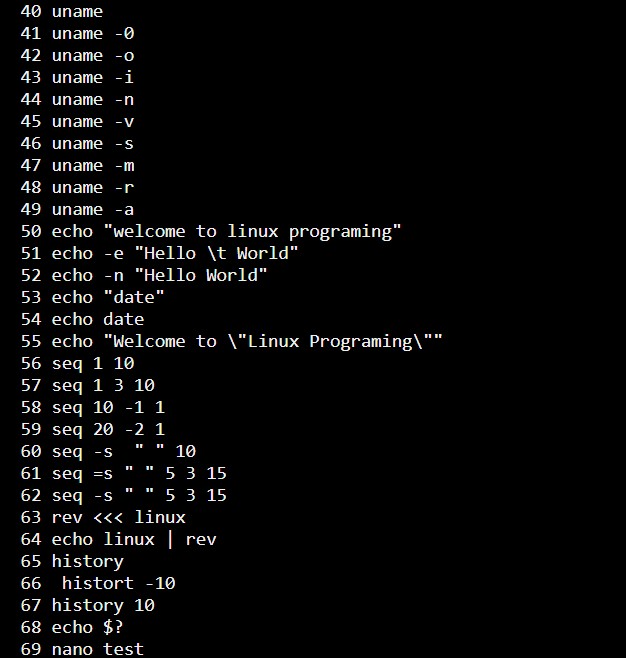 40 uname
41 uname -0
42 uname -o
43 uname -i
44 uname -n
45 uname -v
46 uname -s
47 uname -m
48 uname -r
49 uname -a
50 echo "welcome to linux programing"
51 echo -e "Hello \t World"
52 echo -n "Hello World"
53 echo "date"
54 echo date
55 echo "Welcome to \"Linux Programing\""
56 seq 1 10
57 seq 1 3 10
58 seq 10 -1 1
59 seq 20 -2 1
60 seq -s  " " 10
61 seq =s " " 5 3 15
62 seq -s " " 5 3 15
63 rev <<< linux
64 echo linux | rev
65 history
66  histort -10
67 history 10
68 echo $?
69 nano test